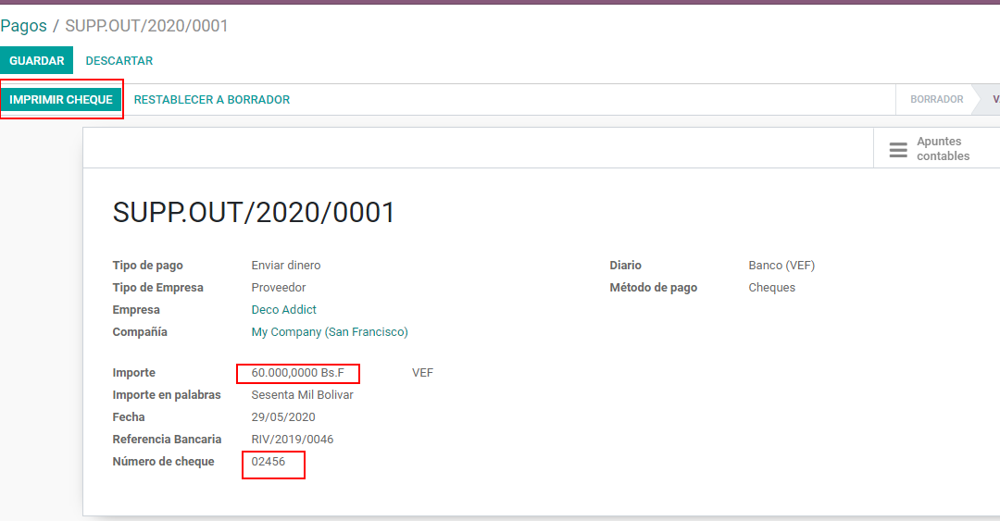 Pagos / SUPP.OUT/2020/0001
GUARDAR DESCARTAR
IMPRIMIR CHEQUE RESTABLECER A BORRADOR BORRADOR
Apuntes
contables
SUPP.OUT/2020/0001
Tipo de pago Enviar dinero Diario Banco (VEF)
Tipo de Empresa Proveedor Método de pago Cheques
Empresa Deco Addict
Compañía My Company (San Francisco)
Importe 60.000,0000 Bs.F VEF
Importe en palabras Sesenta Mil Bolivar
Fecha 29/05/2020
Referencia Bancaria RIV/2019/0046
Número de cheque 02456